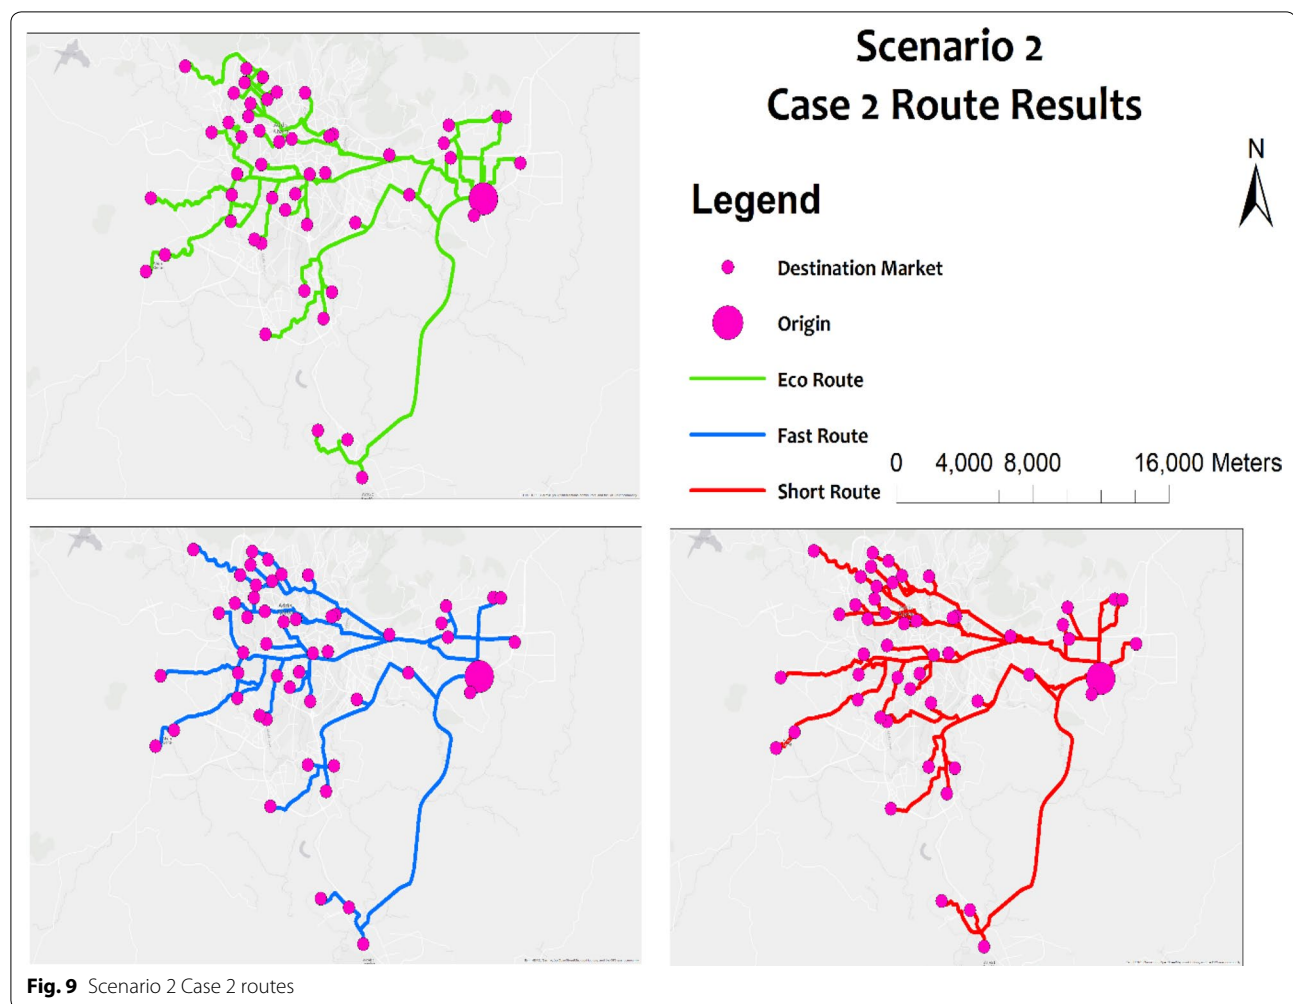 Scenario 2
Case 2 Route Results
N
Legend
Destination Market
Origin
Eco Route
Fast Route
Short Route
0 4,000 8,000 16,000 Meters
Fig. 9 Scenario 2 Case 2 routes